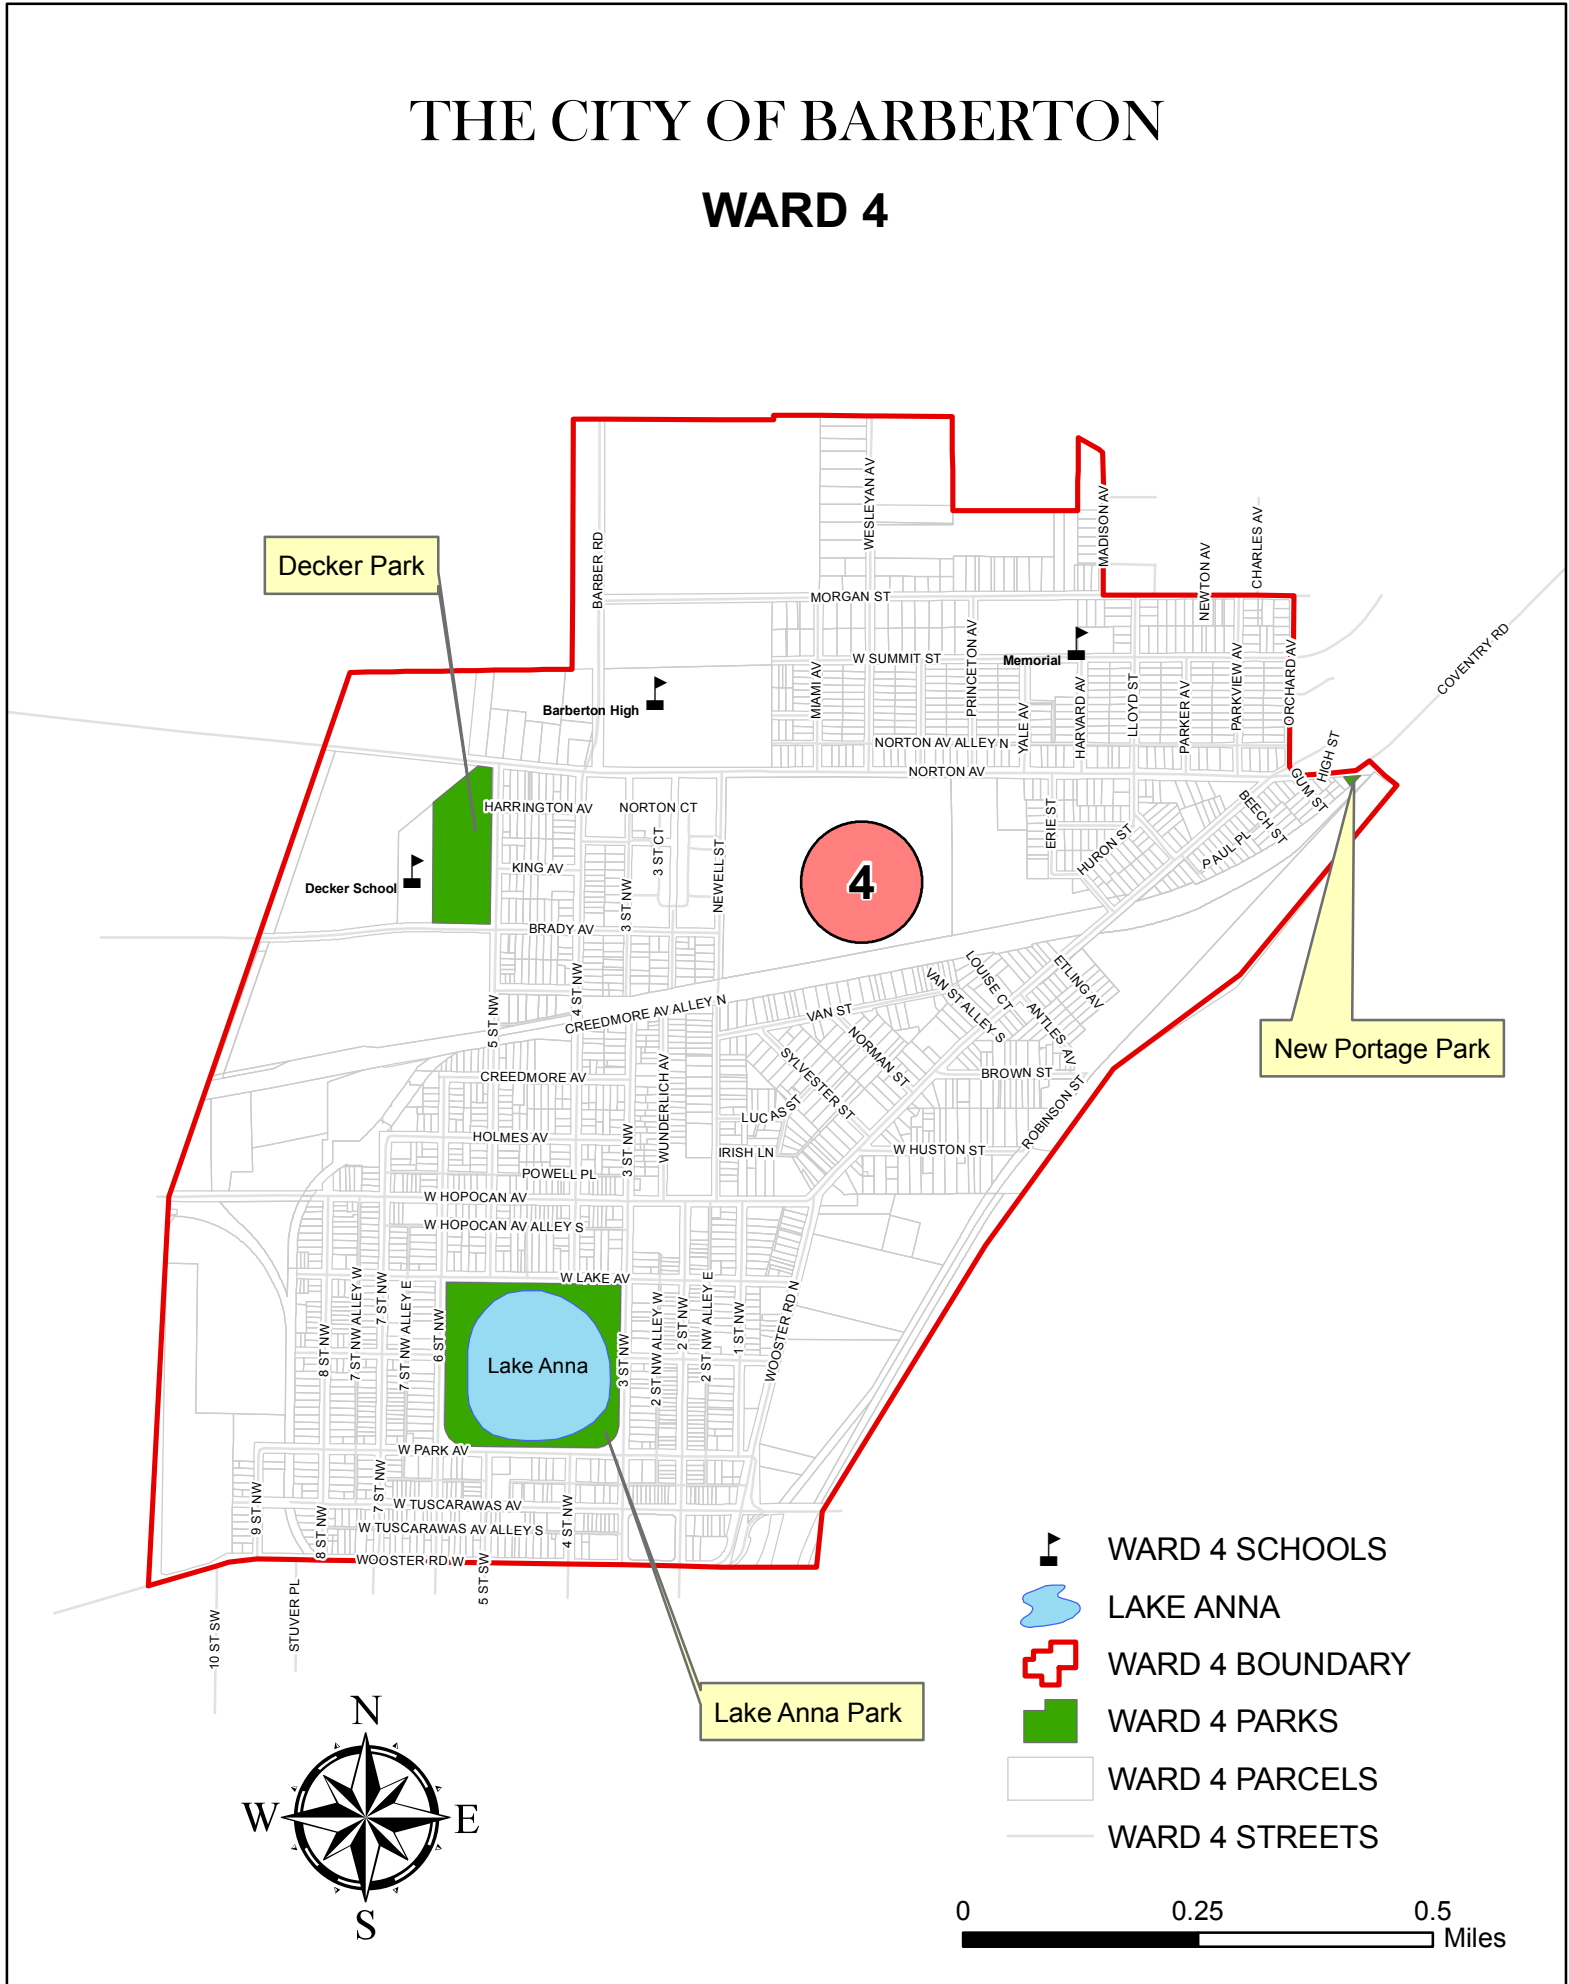 THE CITY OF BARBERTON
WARD 4
WESLEYAN AV
MADISON AV
CHARLES AV
BARBER RD
NEWTON AV
Decker Park
MORGAN ST
COVENTRY RD
PRINCETON AV
W SUMMIT ST
Memorial
MIAMI AV
HARVARD AV
LLOYD ST
PARKER AV
PARKVIEW AV
ORCHARD AV
Barberton High
YALE AV
NORTON AV ALLEY N
HIGH ST
NORTON AV
GUM ST
HARRINGTON AV
NORTON CT
BEECH ST
ERIE ST
3 ST CT
HURON ST
PAUL PL
KING AV
NEWELL ST
4
Decker School
3 ST NW
BRADY AV
LOUISE CT
ETLING AV
4 ST NW
VAN ST ALLEY S
5 ST NW
CREEDMORE AV ALLEY N
VAN ST
ANTLES AV
NORMAN ST
New Portage Park
SYLVESTER ST
BROWN ST
CREEDMORE AV
WUNDERLICH AV
ROBINSON ST
LUCAS ST
HOLMES AV
3 ST NW
IRISH LN
W HUSTON ST
POWELL PL
W HOPOCAN AV
W HOPOCAN AV ALLEY S
W LAKE AV
7 ST NW ALLEY W
7 ST NW
7 ST NW ALLEY E
6 ST NW
8 ST NW
Lake Anna
3 ST NW
2 ST NW ALLEY W
2 ST NW
2 ST NW ALLEY E
1 ST NW
WOOSTER RD N
W PARK AV
9 ST NW
7 ST NW
W TUSCARAWAS AV
8 ST NW
W TUSCARAWAS AV ALLEY S
4 ST NW
WOOSTER RD W
5 ST SW
STUVER PL
10 ST SW
Lake Anna Park
WARD 4 SCHOOLS
LAKE ANNA
WARD 4 BOUNDARY
WARD 4 PARKS
WARD 4 PARCELS
WARD 4 STREETS
N
W E
S
0 0.25 0.5
Miles